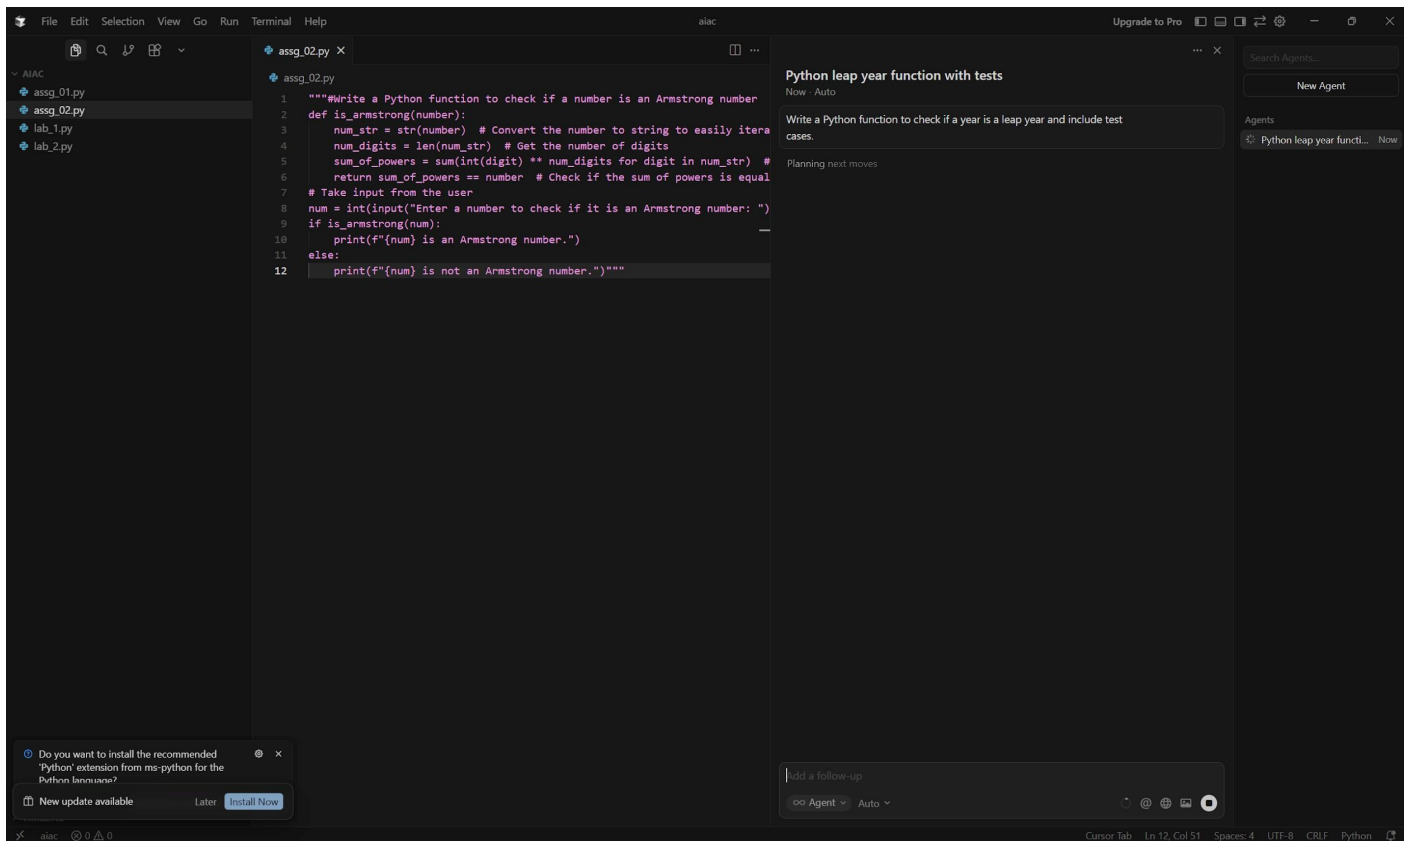 File Edit Selection View Go Run Terminal Help
aiac
Upgrade to Pro
AIAC
assg_01.py
assg_02.py
lab_1.py
lab_2.py
assg_02.py
assg_02.py
1 """#Write a Python function to check if a number is an Armstrong number
2 def is_armstrong(number):
3 num_str = str(number) # Convert the number to string to easily itera
4 num_digits = len(num_str) # Get the number of digits
5 sum_of_powers = sum(int(digit) ** num_digits for digit in num_str) #
6 return sum_of_powers == number # Check if the sum of powers is equal
7 # Take input from the user
8 num = int(input("Enter a number to check if it is an Armstrong number: ")
9 if is_armstrong(num):
10 print(f"{num} is an Armstrong number.")
11 else:
12 print(f"{num} is not an Armstrong number.")"""
Python leap year function with tests
Now · Auto
Write a Python function to check if a year is a leap year and include test
cases.
Planning next moves
Search Agents...
New Agent
Agents
Python leap year functi... Now
Do you want to install the recommended
'Python' extension from ms-python for the
Python language?
New update available Later Install Now
Add a follow-up
Agent Auto
aiac 0 0
Cursor Tab Ln 12, Col 51 Spaces: 4 UTF-8 CRLF Python